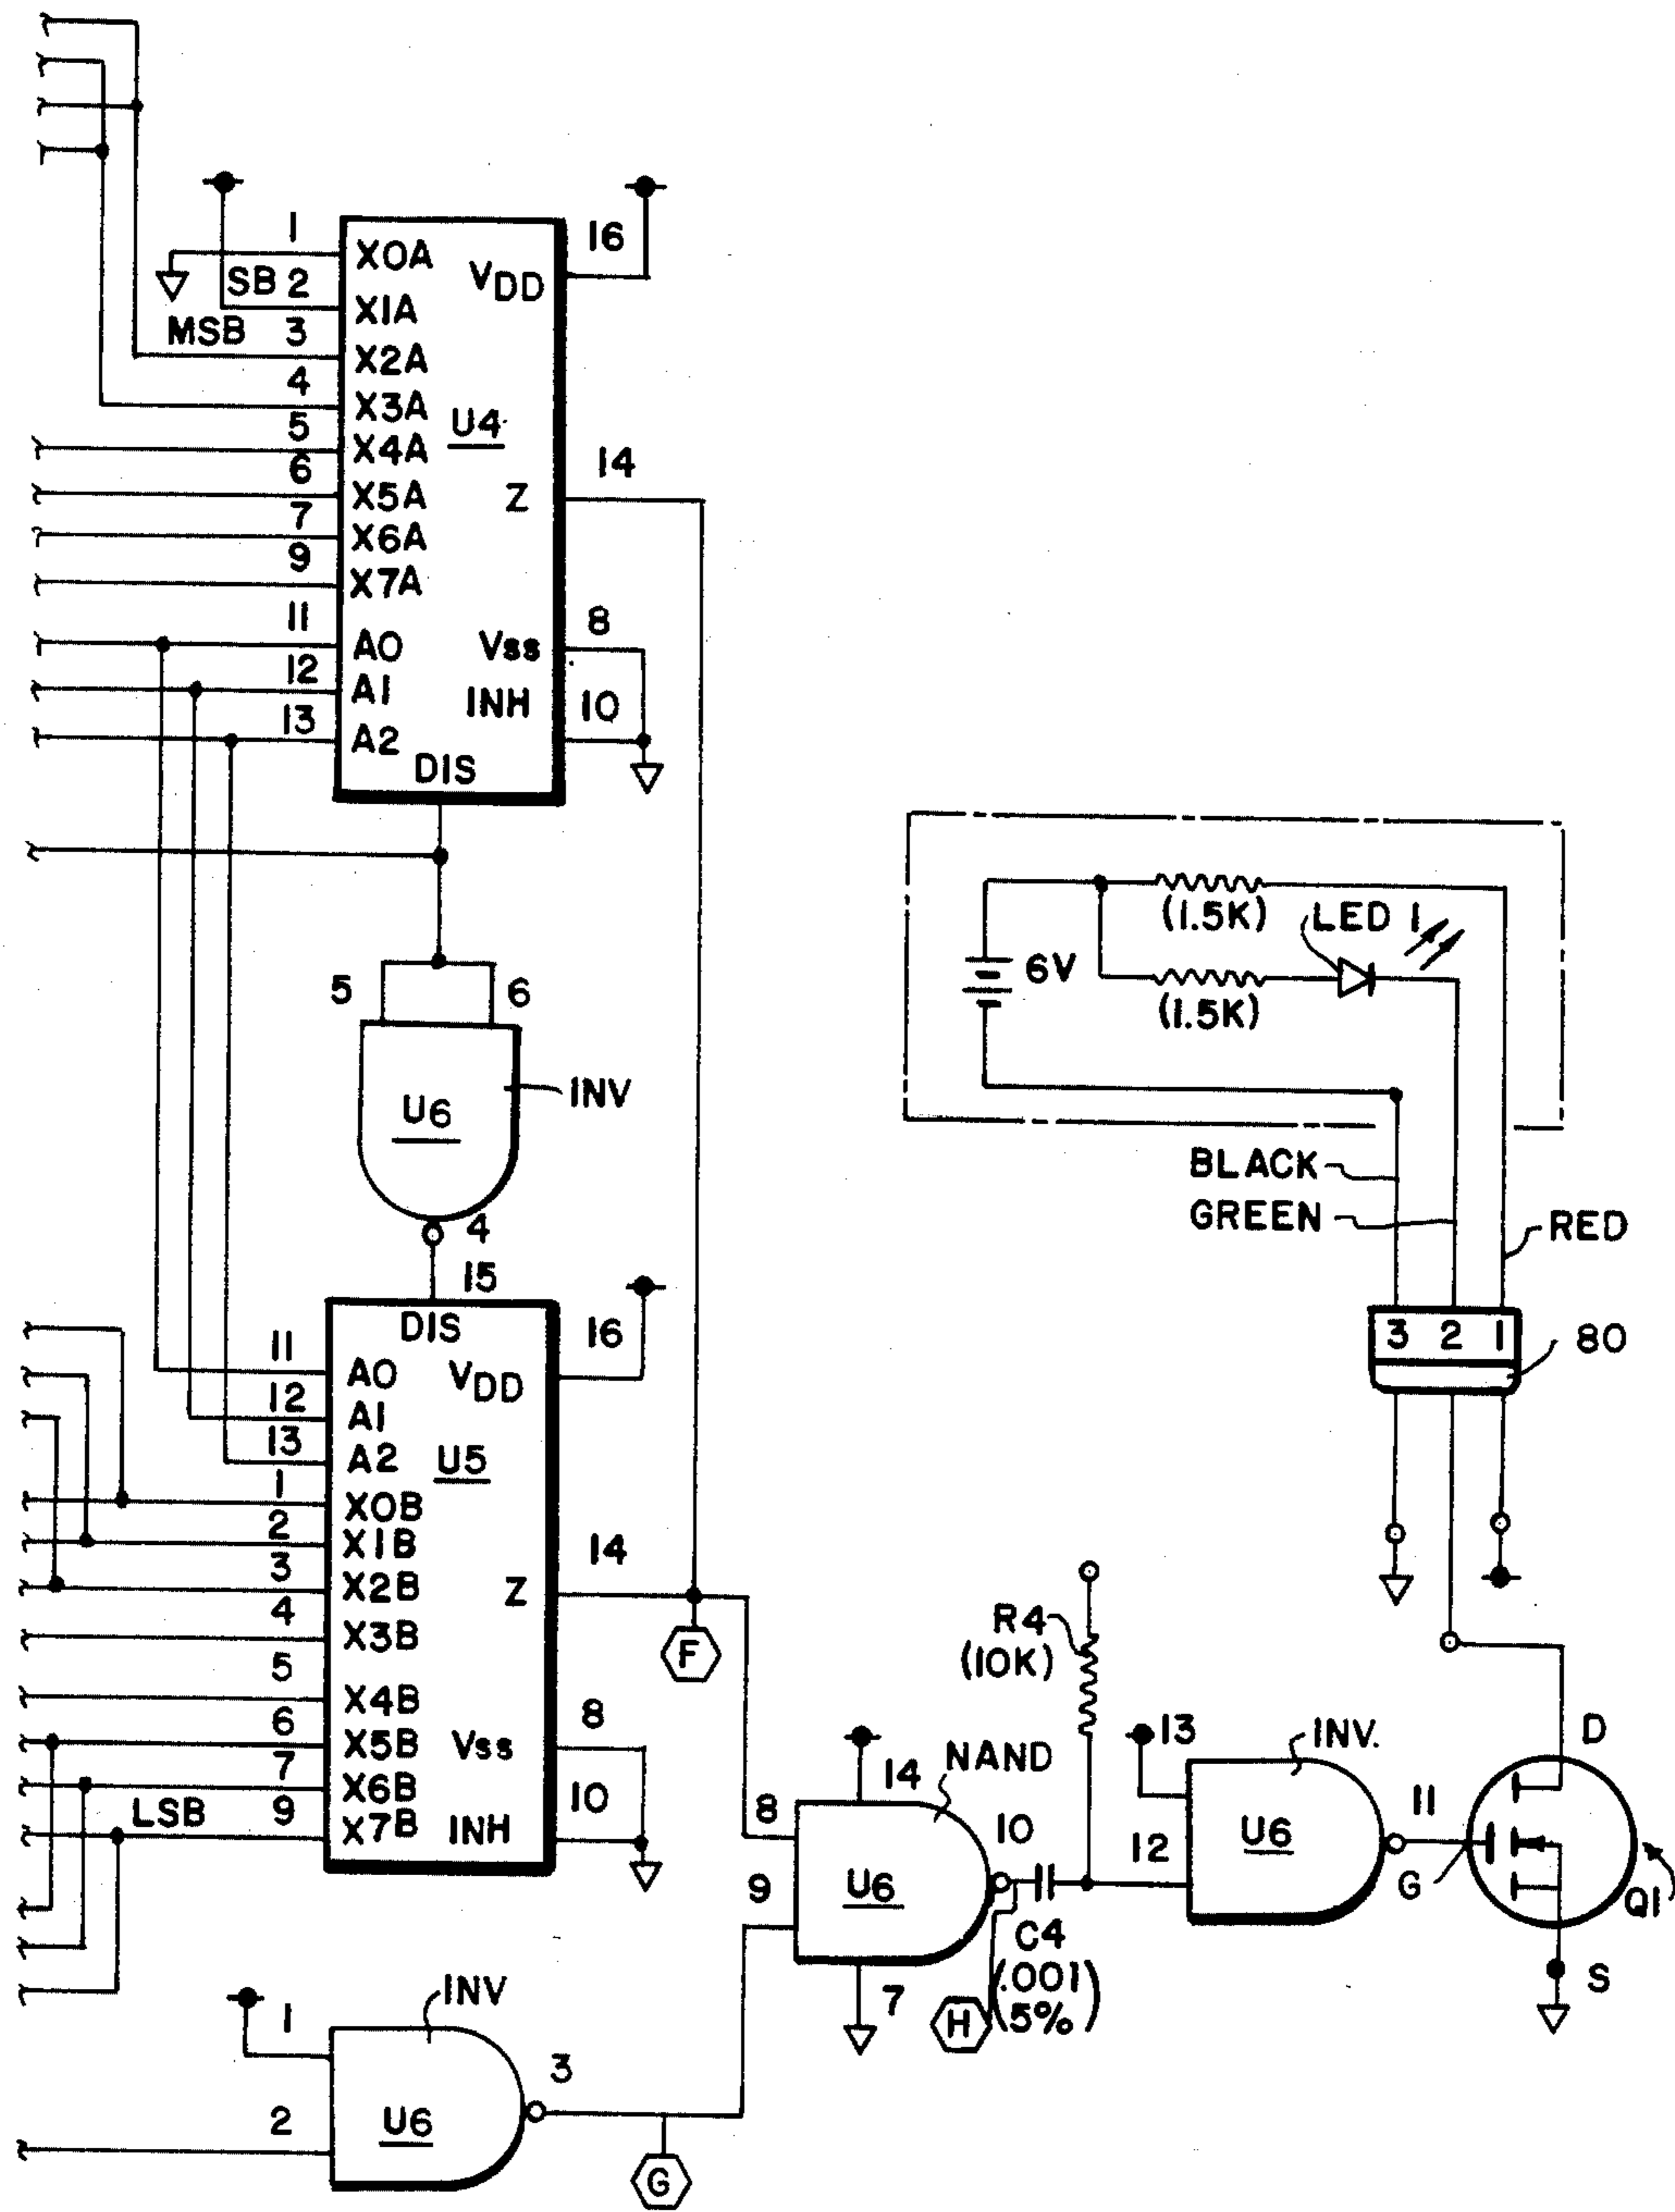 1
X0A
16
VDD
SB 2
X1A
MSB 3
X2A
4
X3A
U4
5
X4A
14
6
X5A
Z
7
X6A
9
X7A
11
A0
Vss
8
12
A1
INH
10
13
A2
DIS
(1.5K)
LED 1
6V
(1.5K)
5
6
U6
INV
4
BLACK
GREEN
RED
15
DIS
3 2 1
80
11
A0
VDD
16
12
A1
13
A2
U5
1
X0B
2
X1B
14
3
X2B
Z
4
X3B
F
R4
(10K)
5
X4B
6
X5B
Vss
8
7
X6B
10
LSB 9
X7B
INH
14
NAND
13
INV.
D
8
10
11
12
U6
9
U6
G
Q1
C4
(.001)
(5%)
7
H
S
1
INV
3
2
U6
G